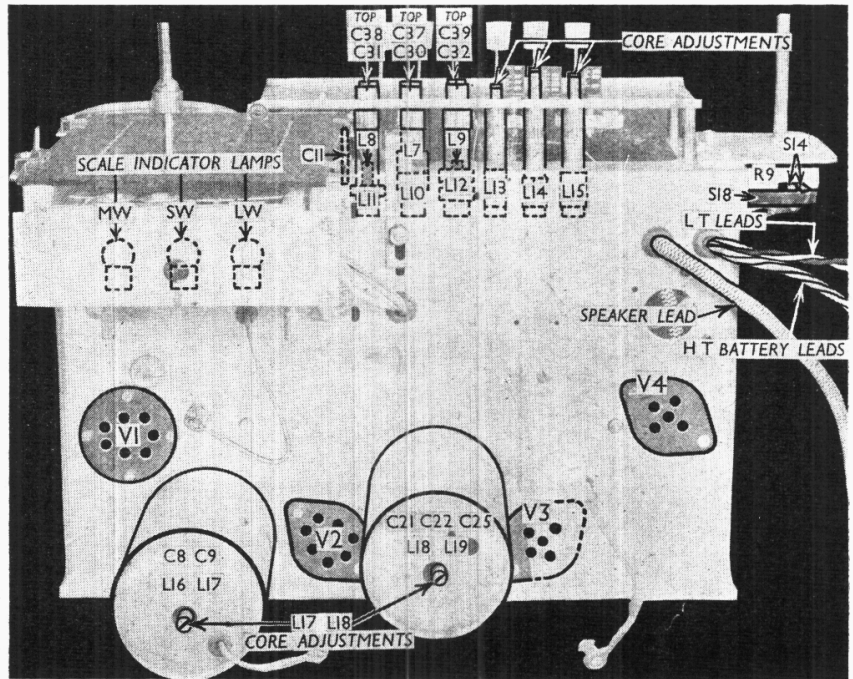 TOP TOP TOP
C38 C37 C39
C31 C30 C32
CORE ADJUSTMENTS
C11 L8 L7 L9
SCALE INDICATOR LAMPS
S14
R9
S18
L11 L10 L12 L13 L14 L15
MW SW LW
L T LEADS
SPEAKER LEAD
H T BATTERY LEADS
V1
V4
V2
V3
C21 C22 C25
L18 L19
C8 C9
L16 L17
L17 L18
CORE ADJUSTMENTS